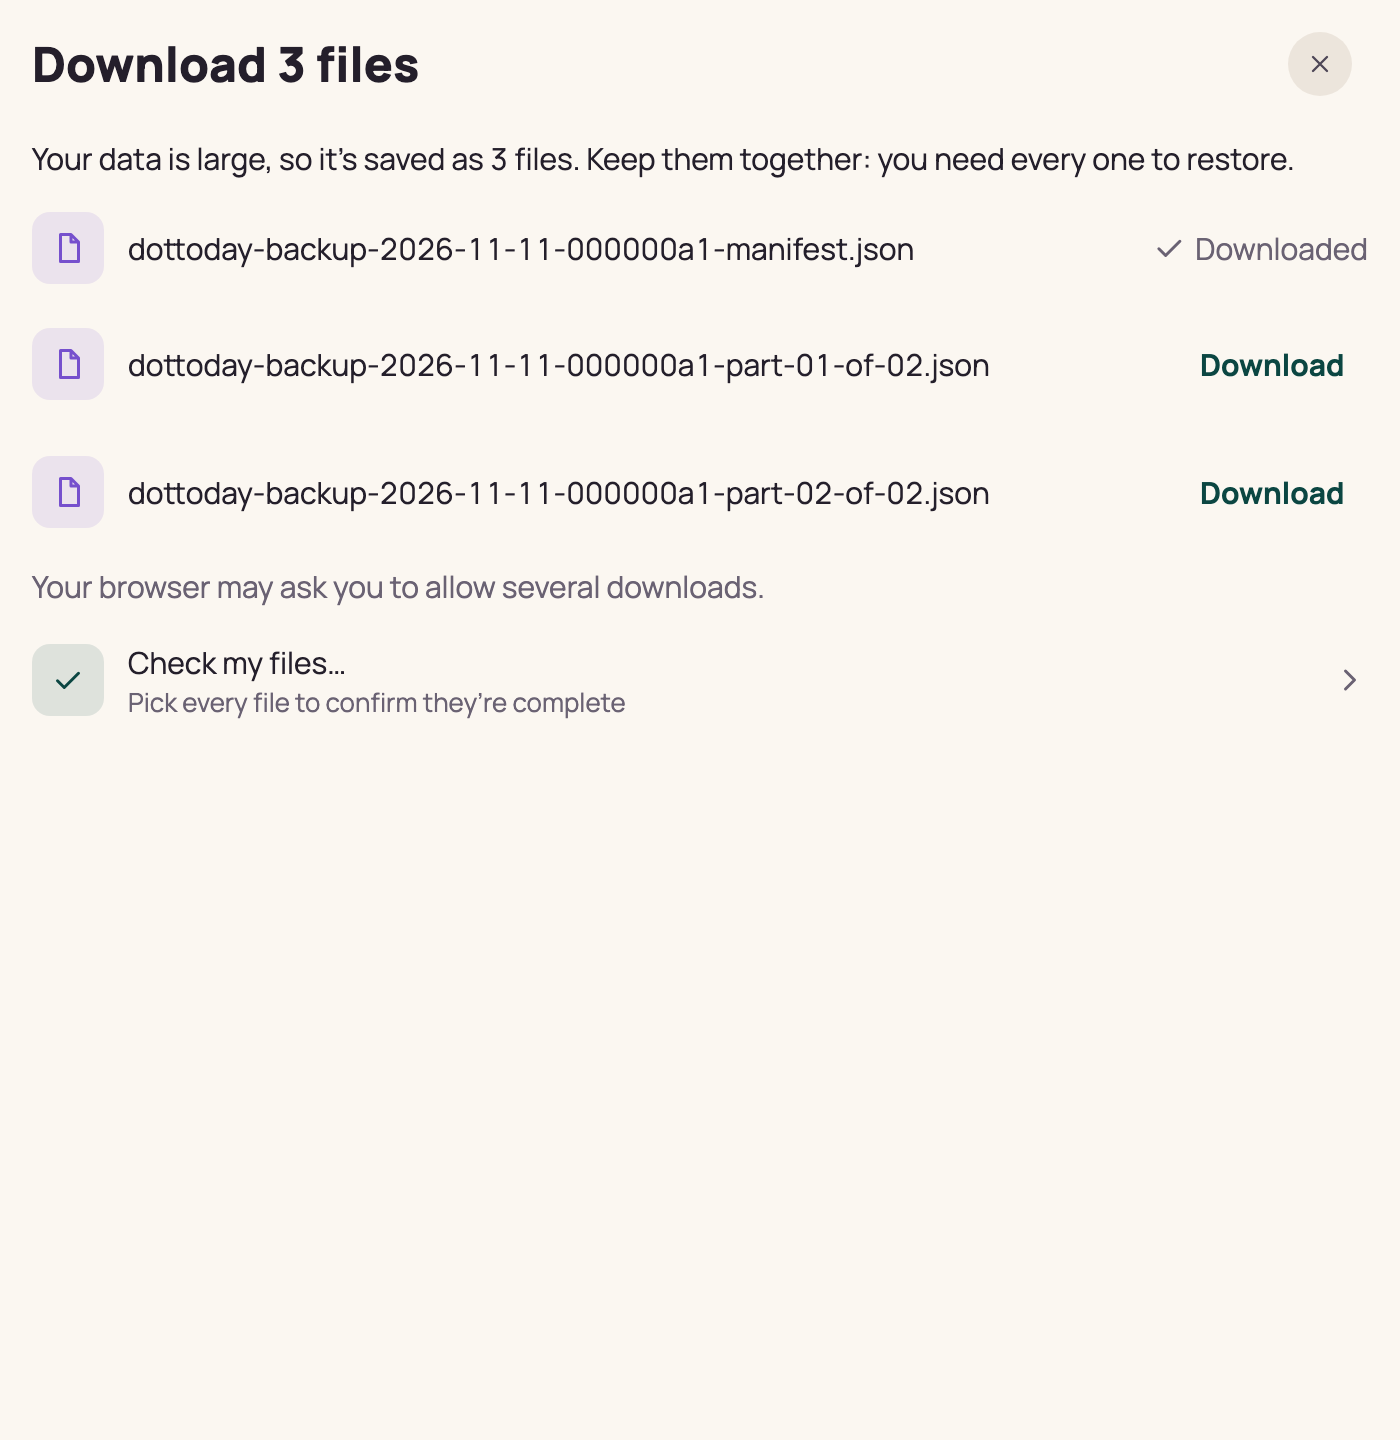 Download 3 files
Your data is large, so it’s saved as 3 files. Keep them together: you need every one to restore.
dottoday-backup-2026-11-11-000000a1-manifest.json Downloaded
dottoday-backup-2026-11-11-000000a1-part-01-of-02.json Download
dottoday-backup-2026-11-11-000000a1-part-02-of-02.json Download
Your browser may ask you to allow several downloads.
Check my files…
Pick every file to confirm they’re complete